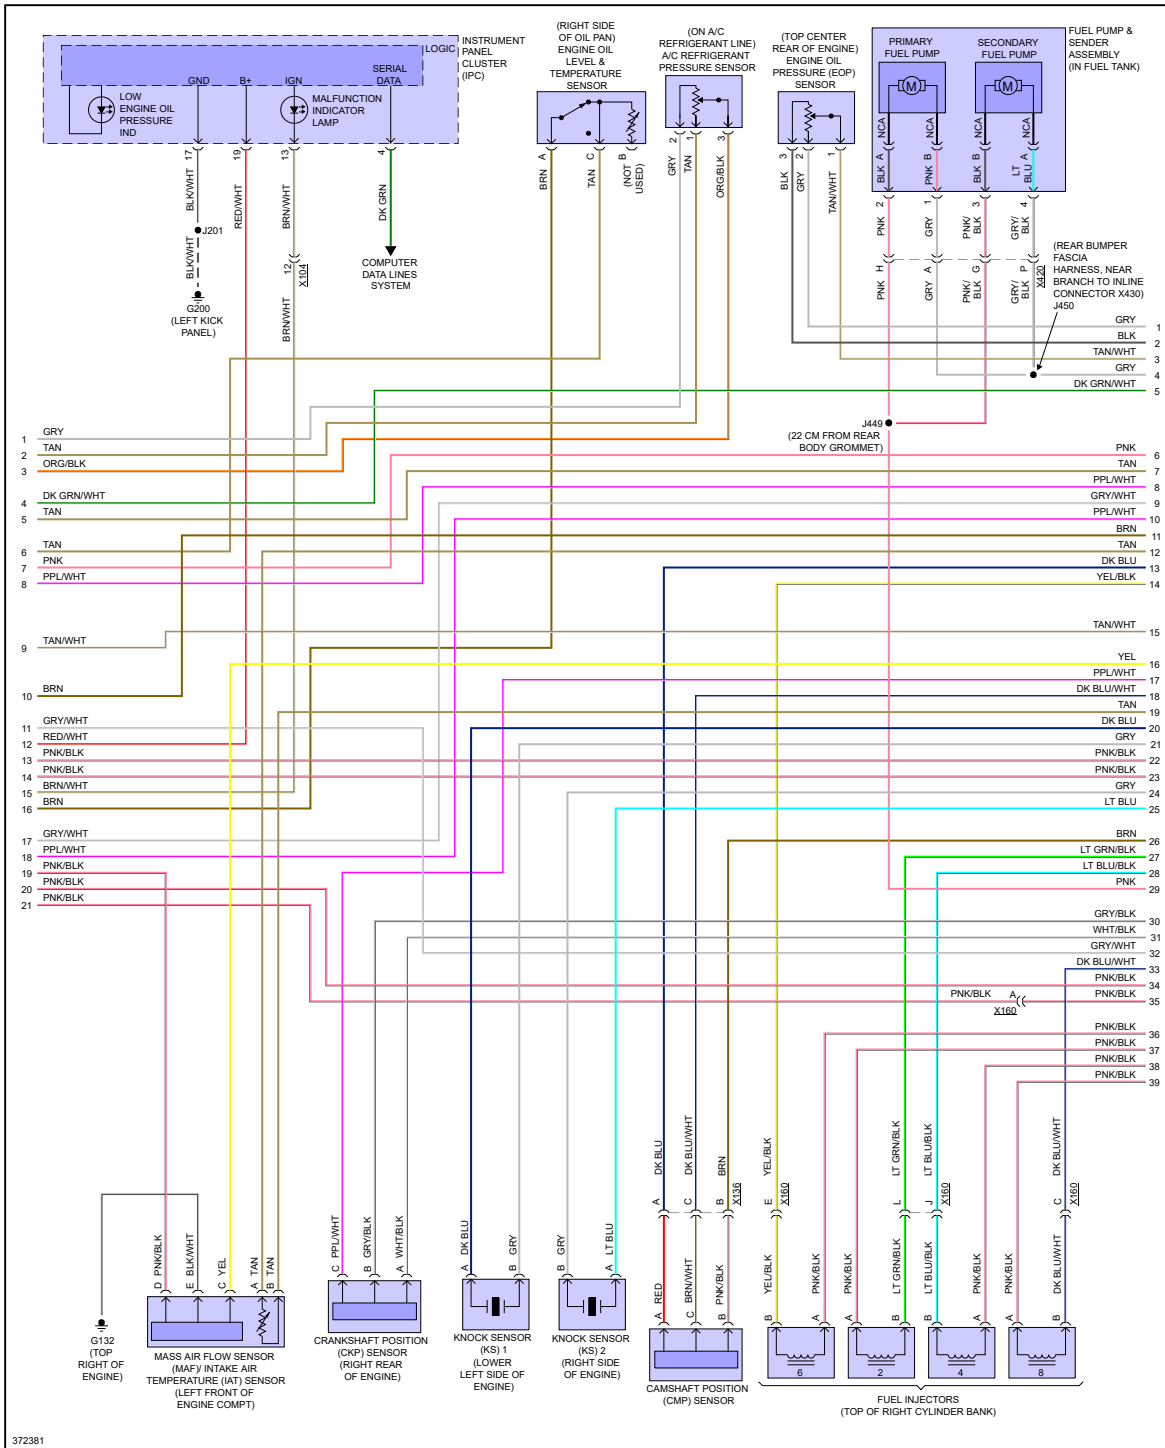 INSTRUMENT
PANEL
CLUSTER
(IPC)
LOGIC
LOW
ENGINE OIL
PRESSURE
IND
GND
B+
IGN
SERIAL
DATA
MALFUNCTION
INDICATOR
LAMP
17
19
13
4
BLK/WHT
RED/WHT
BRN/WHT
DK GRN
J201
BLK/WHT
G200
(LEFT KICK
PANEL)
12
X104
BRN/WHT
COMPUTER
DATA LINES
SYSTEM
(RIGHT SIDE
OF OIL PAN)
ENGINE OIL
LEVEL &
TEMPERATURE
SENSOR
A
C
B
BRN
TAN
(NOT
USED)
(ON A/C
REFRIGERANT LINE)
A/C REFRIGERANT
PRESSURE SENSOR
2
1
3
GRY
TAN
ORG/BLK
(TOP CENTER
REAR OF ENGINE)
ENGINE OIL
PRESSURE (EOP)
SENSOR
3
2
1
BLK
GRY
TAN/WHT
FUEL PUMP &
SENDER
ASSEMBLY
(IN FUEL TANK)
PRIMARY
FUEL PUMP
SECONDARY
FUEL PUMP
M
M
NCA
NCA
NCA
NCA
A
B
B
A
BLK
PNK
BLK
LT
BLU
2
1
3
4
PNK
GRY
PNK/
BLK
GRY/
BLK
H
A
G
P
X420
PNK
GRY
PNK/
BLK
GRY/
BLK
(REAR BUMPER
FASCIA
HARNESS, NEAR
BRANCH TO INLINE
CONNECTOR X430)
J450
J449
(22 CM FROM REAR
BODY GROMMET)
1 GRY
2 TAN
3 ORG/BLK
4 DK GRN/WHT
5 TAN
6 TAN
7 PNK
8 PPL/WHT
9 TAN/WHT
10 BRN
11 GRY/WHT
12 RED/WHT
13 PNK/BLK
14 PNK/BLK
15 BRN/WHT
16 BRN
17 GRY/WHT
18 PPL/WHT
19 PNK/BLK
20 PNK/BLK
21 PNK/BLK
GRY 1
BLK 2
TAN/WHT 3
GRY 4
DK GRN/WHT 5
PNK 6
TAN 7
PPL/WHT 8
GRY/WHT 9
PPL/WHT 10
BRN 11
TAN 12
DK BLU 13
YEL/BLK 14
TAN/WHT 15
YEL 16
PPL/WHT 17
DK BLU/WHT 18
TAN 19
DK BLU 20
GRY 21
PNK/BLK 22
PNK/BLK 23
GRY 24
LT BLU 25
BRN 26
LT GRN/BLK 27
LT BLU/BLK 28
PNK 29
GRY/BLK 30
WHT/BLK 31
GRY/WHT 32
DK BLU/WHT 33
PNK/BLK 34
PNK/BLK A PNK/BLK 35
X160
PNK/BLK 36
PNK/BLK 37
PNK/BLK 38
PNK/BLK 39
G132
(TOP
RIGHT OF
ENGINE)
D PNK/BLK
E BLK/WHT
C YEL
A TAN
B TAN
MASS AIR FLOW SENSOR
(MAF)/ INTAKE AIR
TEMPERATURE (IAT) SENSOR
(LEFT FRONT OF
ENGINE COMPT)
C PPL/WHT
B GRY/BLK
A WHT/BLK
CRANKSHAFT POSITION
(CKP) SENSOR
(RIGHT REAR
OF ENGINE)
A DK BLU
B GRY
KNOCK SENSOR
(KS) 1
(LOWER
LEFT SIDE OF
ENGINE)
B GRY
A LT BLU
KNOCK SENSOR
(KS) 2
(RIGHT SIDE
OF ENGINE)
DK BLU
DK BLU/WHT
BRN
A
C
B
X136
A RED
C BRN/WHT
B PNK/BLK
CAMSHAFT POSITION
(CMP) SENSOR
YEL/BLK
E
X160
B YEL/BLK
A PNK/BLK
6
A PNK/BLK
LT GRN/BLK
L
B LT GRN/BLK
2
LT BLU/BLK
J
X160
B LT BLU/BLK
A PNK/BLK
4
A PNK/BLK
DK BLU/WHT
C
X160
B DK BLU/WHT
8
FUEL INJECTORS
(TOP OF RIGHT CYLINDER BANK)
372381